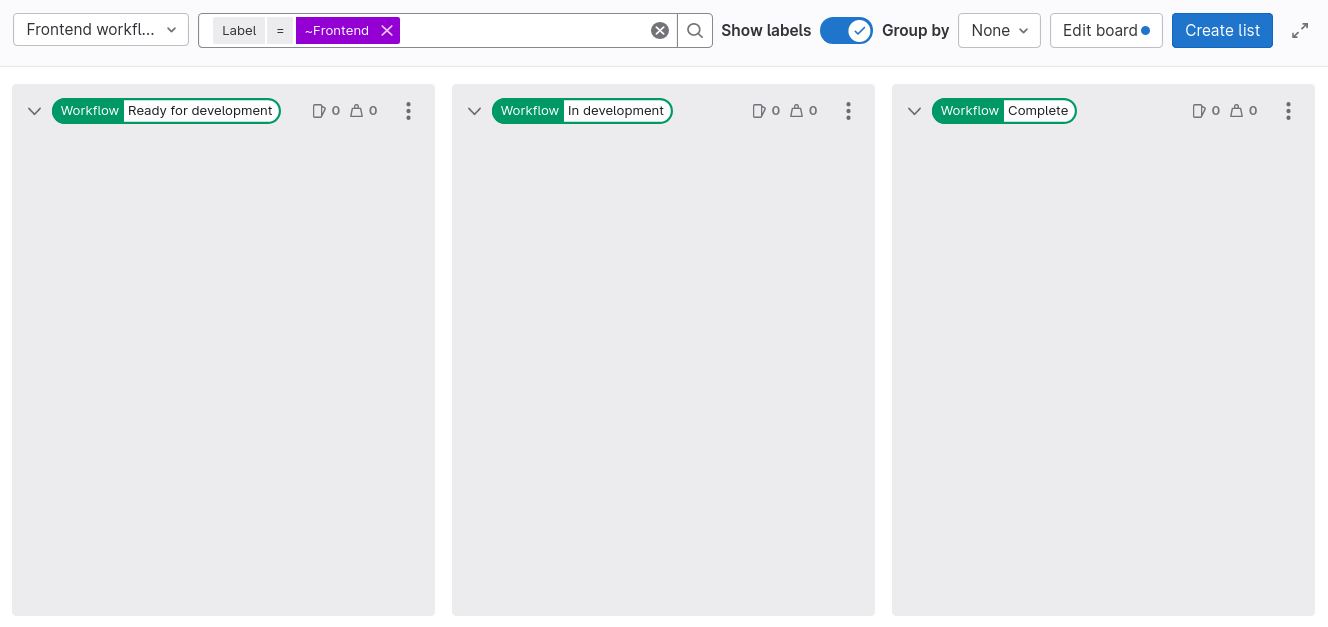 Frontend workfl... Label = ~Frontend Show labels Group by None Edit board Create list
Workflow Ready for development 0 0 Workflow In development 0 0 Workflow Complete 0 0